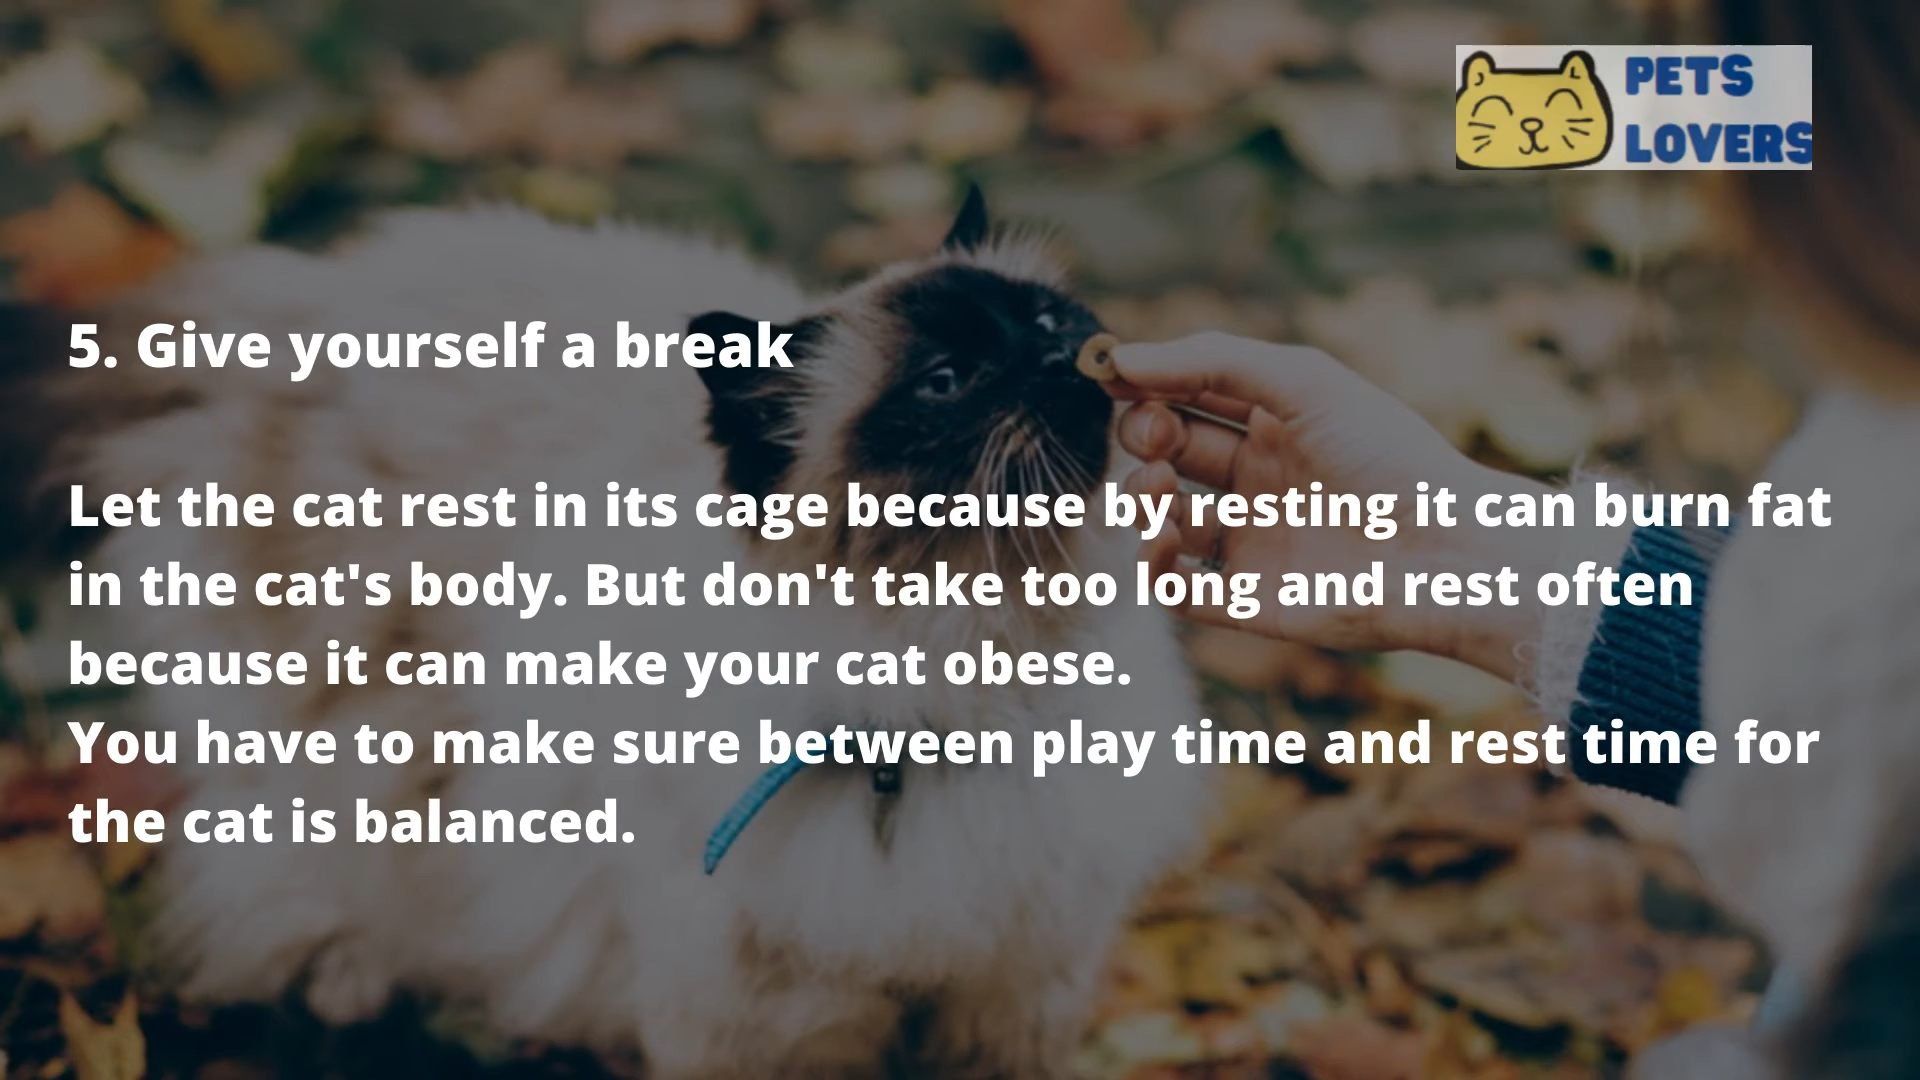 PETS
LOVERS
5. Give yourself a break
Let the cat rest in its cage because by resting it can burn fat
in the cat's body. But don't take too long and rest often
because it can make your cat obese.
You have to make sure between play time and rest time for
the cat is balanced.